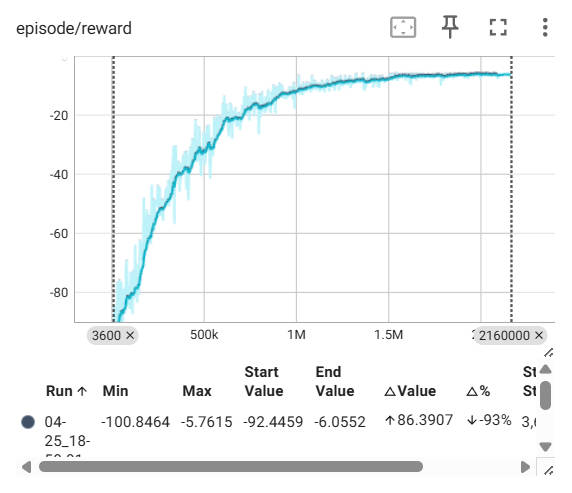 episode/reward
-20
-40
-60
-80
3600 ×
500k
1M
1.5M
2160000 ×
Run ↑ Min Max Start Value End Value △Value △%
04-25_18- -100.8464 -5.7615 -92.4459 -6.0552 ↑86.3907 ↓-93%